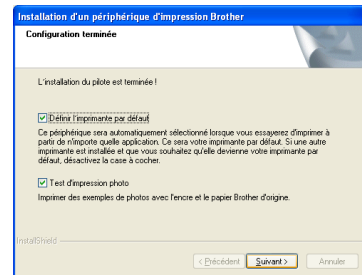 Installation d'un périphérique d'impression Brother
Configuration terminée
L'installation du pilote est terminée !
Définir l'imprimante par défaut
Ce périphérique sera automatiquement sélectionné lorsque vous essayerez d'imprimer à
partir de n'importe quelle application. Ce sera votre imprimante par défaut. Si une autre
imprimante est installée et que vous souhaitez qu'elle devienne votre imprimante par
défaut, désactivez la case à cocher.
Test d'impression photo
Imprimer des exemples de photos avec l'encre et le papier Brother d'origine.
InstallShield
< Précédent Suivant > Annuler